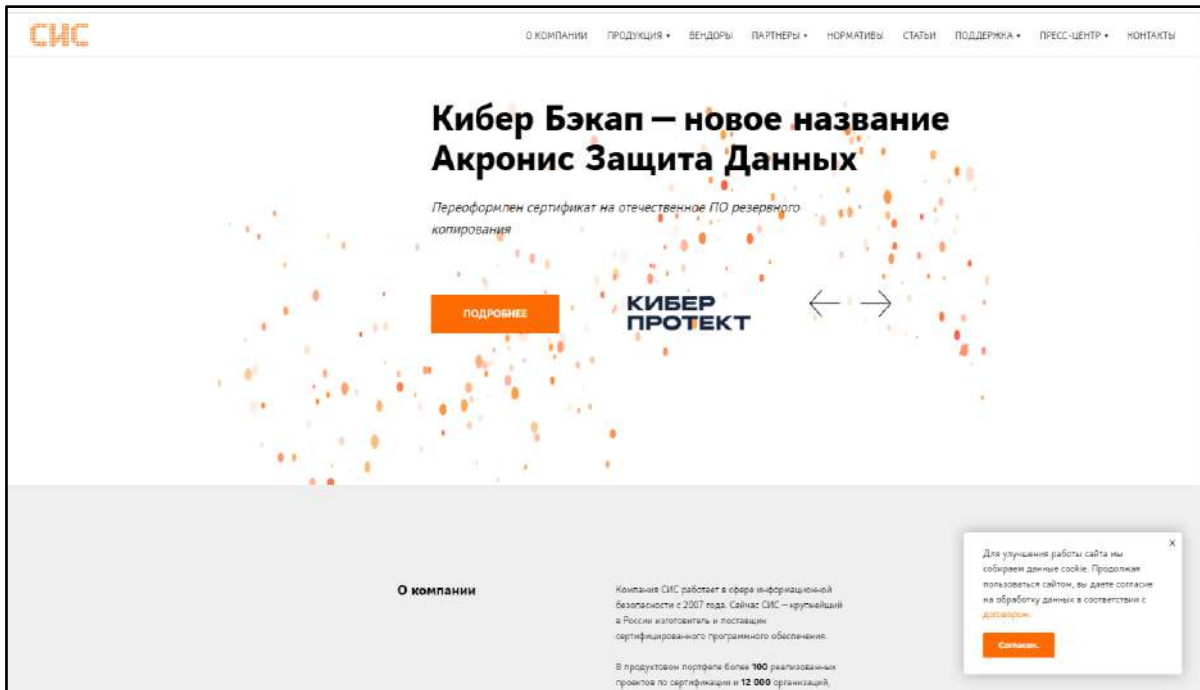 СИС
О КОМПАНИИ ПРОДУКЦИЯ ВЕНДОРЫ ПАРТНЕРЫ НОРМАТИВЫ СТАТЬИ ПОДДЕРЖКА ПРЕСС-ЦЕНТР КОНТАКТЫ
Кибер Бэкап — новое название
Акронис Защита Данных
Переоформлен сертификат на отечественное ПО резервного
копирования
ПОДРОБНЕЕ
КИБЕР
ПРОТЕКТ
О компании
Компания СИС работает в сфере информационной
безопасности с 2007 года. Сейчас СИС — крупнейший
в России изготовитель и поставщик
сертифицированного программного обеспечения.
В продуктовом портфеле более 100 реализованных
проектов по сертификации и 12 000 организаций,
X
Для улучшения работы сайта мы
собираем данные cookie. Продолжая
пользоваться сайтом, вы даете согласие
на обработку данных в соответствии с
договором.
Согласен.